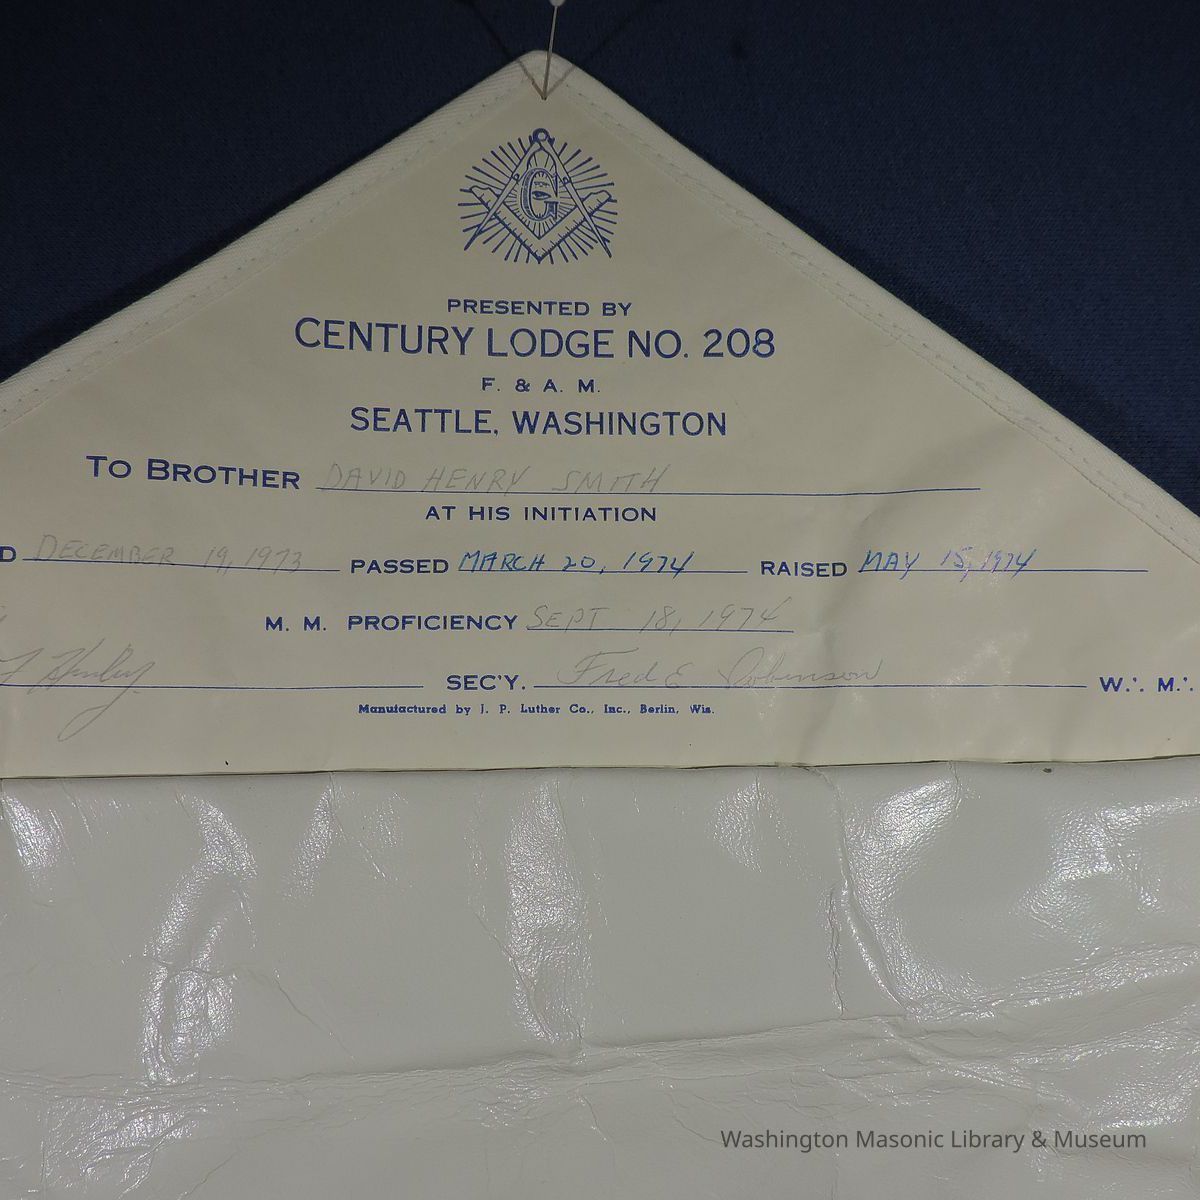 G
PRESENTED BY
CENTURY LODGE NO. 208
F. & A. M.
SEATTLE, WASHINGTON
TO BROTHER DAVID HENRY SMITH
AT HIS INITIATION
D DECEMBER 19, 1973 PASSED MARCH 20, 1974 RAISED MAY 15, 1974
M. M. PROFICIENCY SEPT 18, 1974
SEC'Y. Fred E Robinson W∴ M∴
Manufactured by J. P. Luther Co., Inc., Berlin, Wis.
Washington Masonic Library & Museum